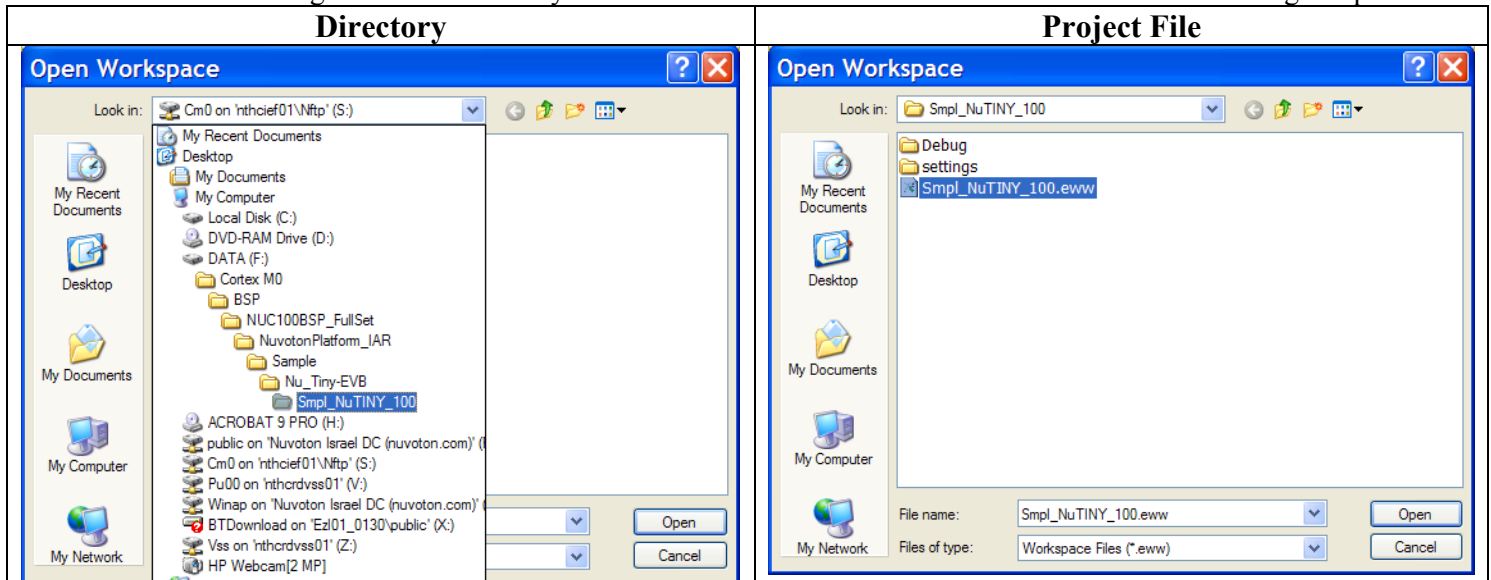 Directory
Project File
Open Workspace
Look in: Cm0 on 'nthcief01\Nftp' (S:)
My Recent Documents
Desktop
My Documents
My Computer
Local Disk (C:)
DVD-RAM Drive (D:)
DATA (F:)
Cortex M0
BSP
NUC100BSP_FullSet
NuvotonPlatform_IAR
Sample
Nu_Tiny-EVB
Smpl_NuTINY_100
ACROBAT 9 PRO (H:)
public on 'Nuvoton Israel DC (nuvoton.com)'
Cm0 on 'nthcief01\Nftp' (S:)
Pu00 on 'nthcrdvss01' (V:)
Winap on 'Nuvoton Israel DC (nuvoton.com)'
BTDownload on 'Ezl01_0130\public' (X:)
Vss on 'nthcrdvss01' (Z:)
HP Webcam[2 MP]
My Recent
Documents
Desktop
My Documents
My Computer
My Network
Open
Cancel
Open Workspace
Look in: Smpl_NuTINY_100
Debug
settings
Smpl_NuTINY_100.eww
My Recent
Documents
Desktop
My Documents
My Computer
My Network
File name: Smpl_NuTINY_100.eww Open
Files of type: Workspace Files (*.eww) Cancel